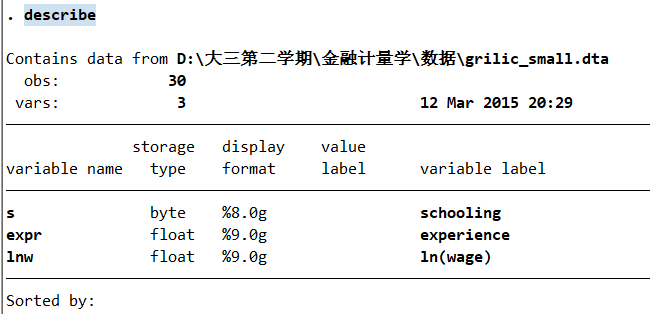 . describe
Contains data from D:\大三第二学期\金融计量学\数据\grilic_small.dta
obs: 30
vars: 3 12 Mar 2015 20:29
storage display value
variable name type format label variable label
s byte %8.0g schooling
expr float %9.0g experience
lnw float %9.0g ln(wage)
Sorted by: